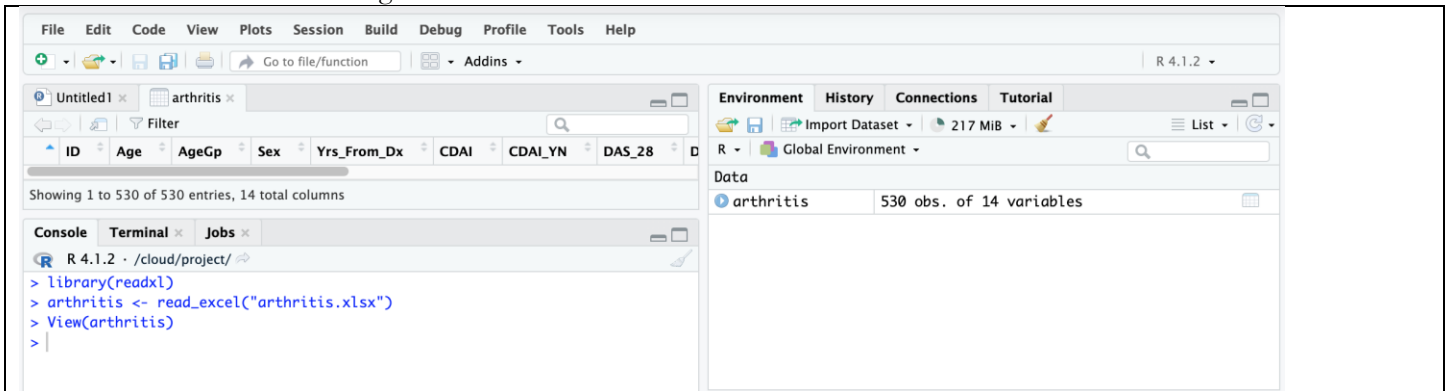 File Edit Code View Plots Session Build Debug Profile Tools Help
Go to file/function Addins R 4.1.2
Untitled1 arthritis
Filter
ID Age AgeGp Sex Yrs_From_Dx CDAI CDAI_YN DAS_28 D
Showing 1 to 530 of 530 entries, 14 total columns
Console Terminal Jobs
R 4.1.2 · /cloud/project/
> library(readxl)
> arthritis <- read_excel("arthritis.xlsx")
> View(arthritis)
>
Environment History Connections Tutorial
Import Dataset 217 MiB List
R Global Environment
Data
arthritis 530 obs. of 14 variables